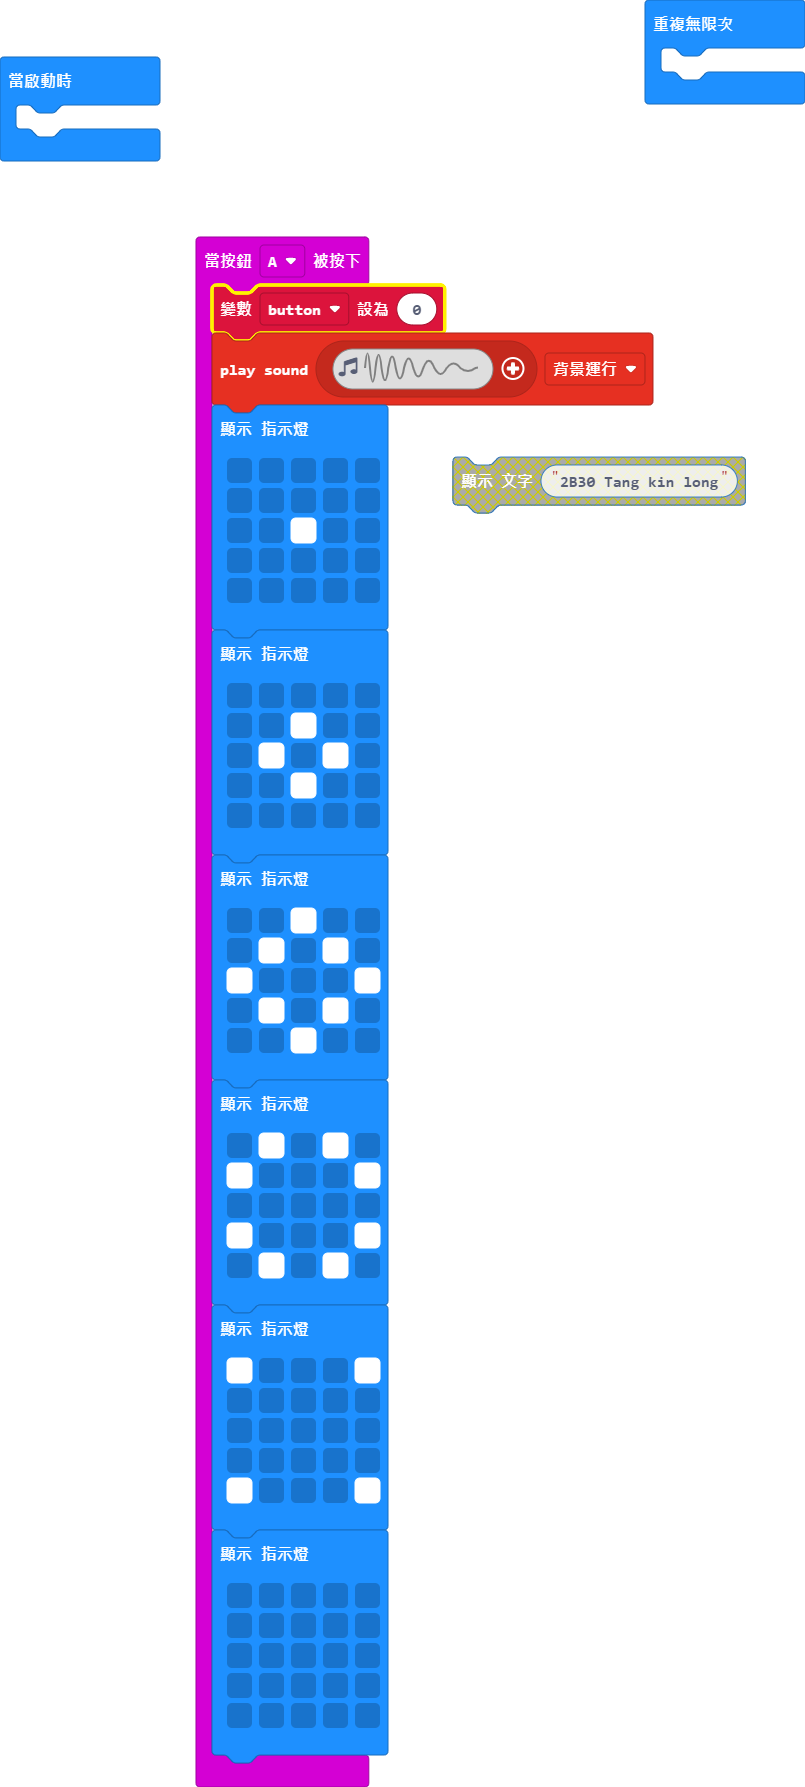 重複無限次
當啟動時
當按鈕 A 被按下
變數 button 設為 0
play sound 背景運行
顯示 指示燈
顯示 文字 "2B30 Tang kin long"
顯示 指示燈
顯示 指示燈
顯示 指示燈
顯示 指示燈
顯示 指示燈